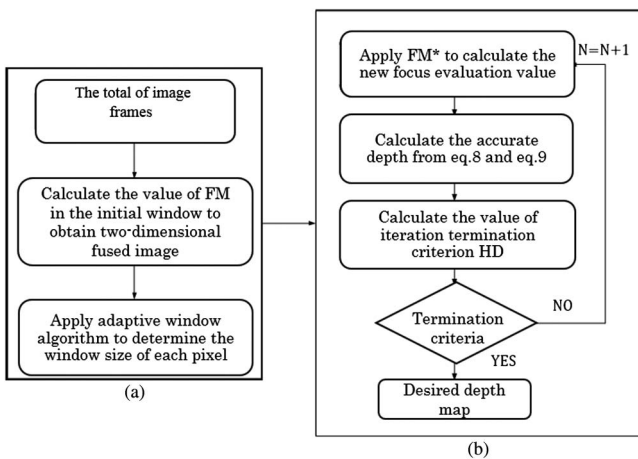 The total of image
frames
Calculate the value of FM
in the initial window to
obtain two-dimensional
fused image
Apply adaptive window
algorithm to determine the
window size of each pixel
(a)
Apply FM* to calculate the
new focus evaluation value
N=N+1
Calculate the accurate
depth from eq.8 and eq.9
Calculate the value of
iteration termination
criterion HD
Termination
criteria
NO
YES
Desired depth
map
(b)